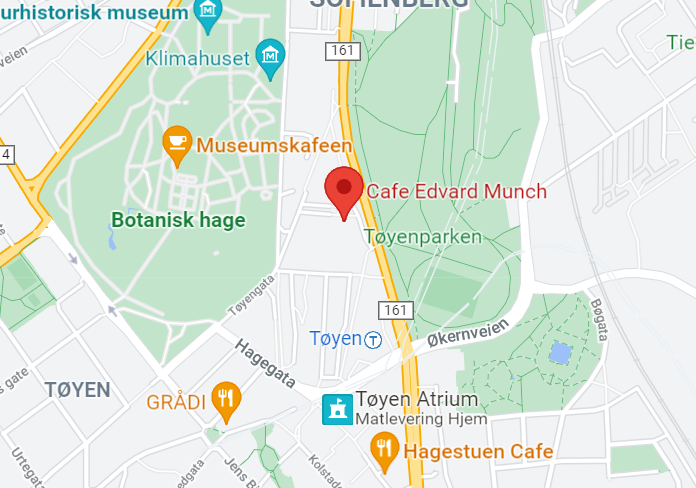 SOFIENBERG
urhistorisk museum
161
Klimahuset
Tie
veien
4
Museumskafeen
Cafe Edvard Munch
Botanisk hage
Tøyenparken
Tøyengata
161
Bøgata
Tøyen T
Økernveien
Hagegata
s gate
TØYEN
GRÅDI
Tøyen Atrium
Matlevering Hjem
Hagestuen Cafe
Urtegata
edgata
Jens B
Kolstad